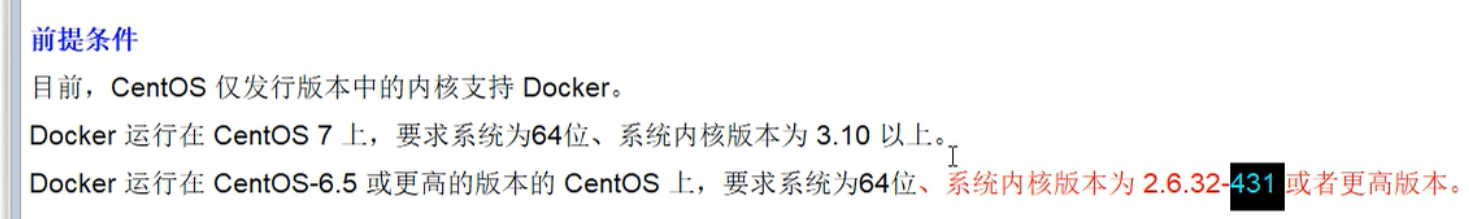 前提条件
目前，CentOS 仅发行版本中的内核支持 Docker。
Docker 运行在 CentOS 7 上，要求系统为64位、系统内核版本为 3.10 以上。
Docker 运行在 CentOS-6.5 或更高的版本的 CentOS 上，要求系统为64位、系统内核版本为 2.6.32-431 或者更高版本。